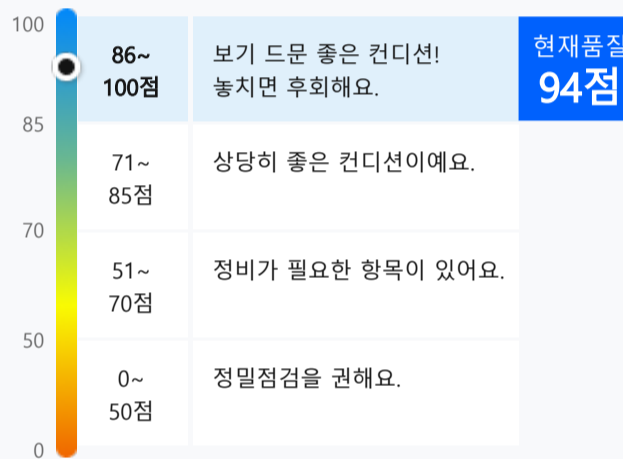 100
86~
100점
보기 드문 좋은 컨디션!
놓치면 후회해요.
현재품질
94점
85
71~
85점
상당히 좋은 컨디션이예요.
70
51~
70점
정비가 필요한 항목이 있어요.
50
0~
50점
정밀점검을 권해요.
0